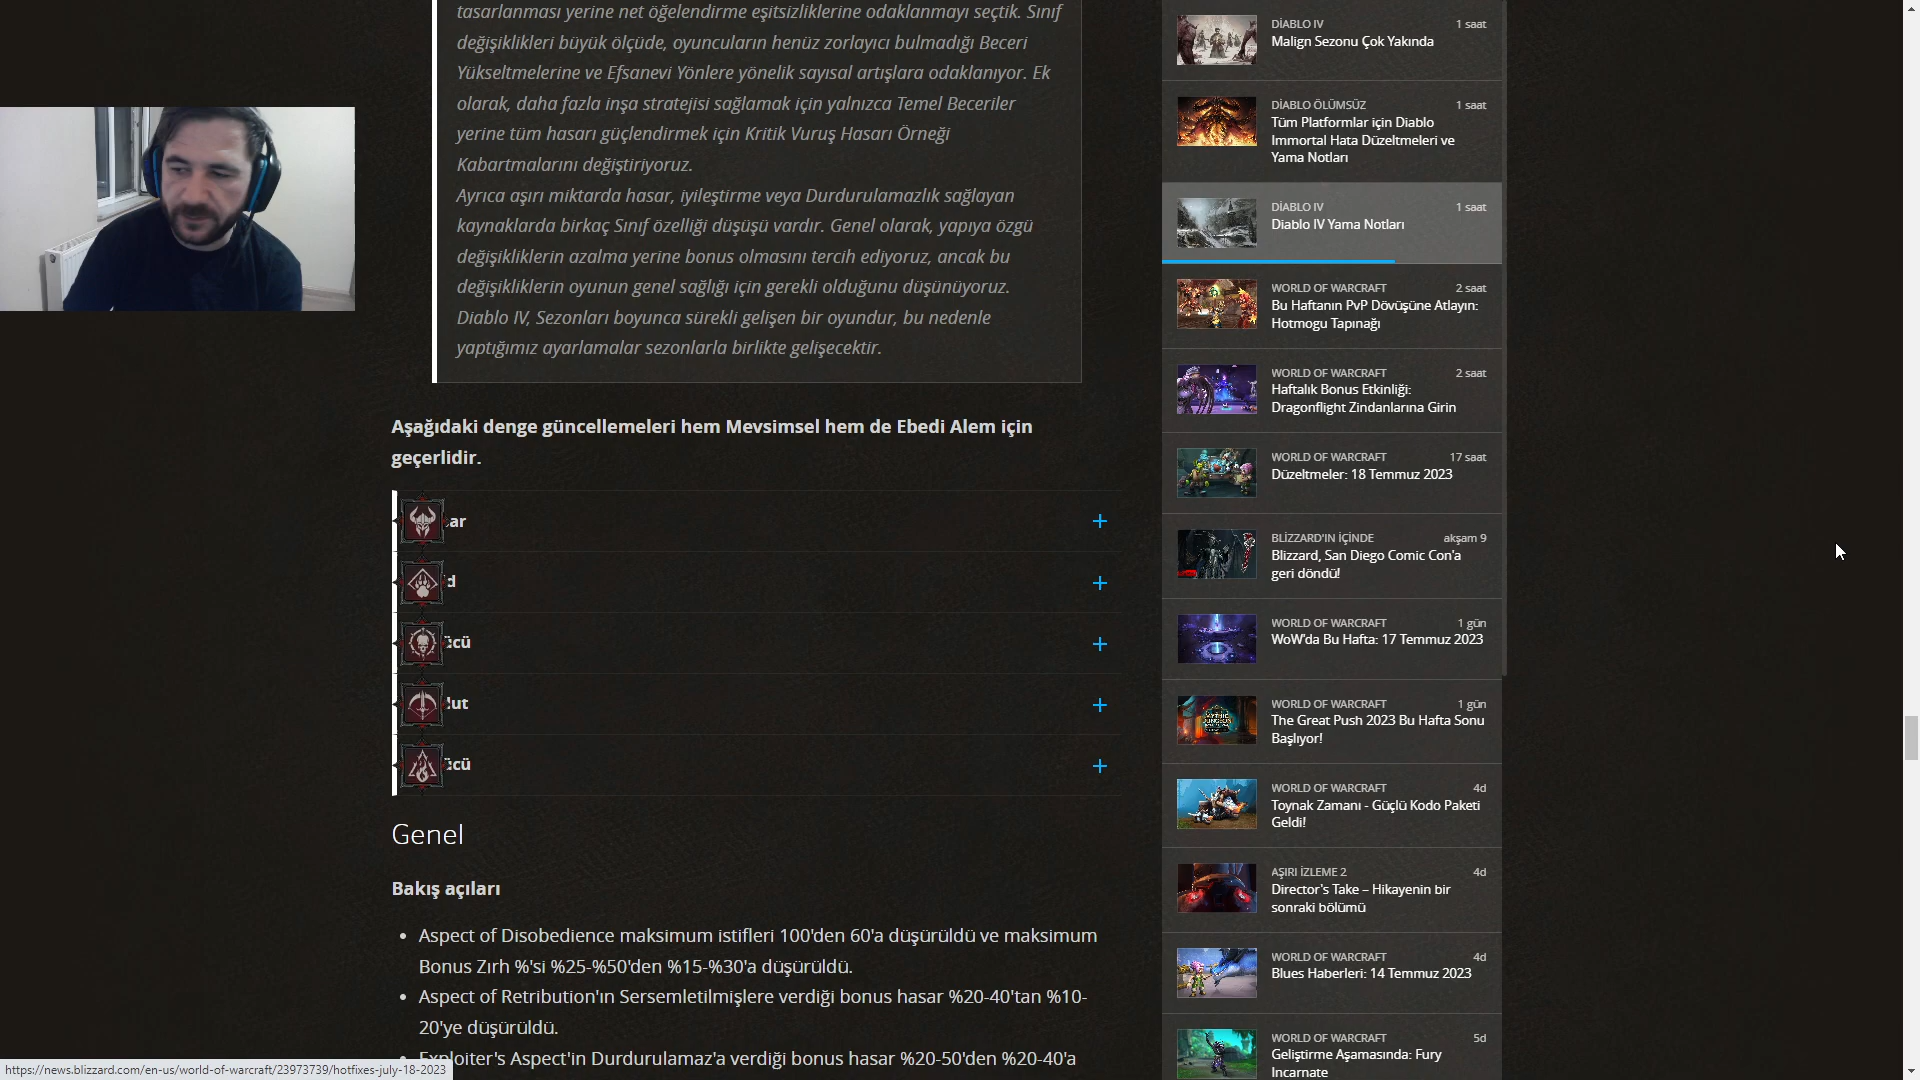 tasarlanması yerine net öğelendirme eşitsizliklerine odaklanmayı seçtik. Sınıf
değişiklikleri büyük ölçüde, oyuncuların henüz zorlayıcı bulmadığı Beceri
Yükseltmelerine ve Efsanevi Yönlere yönelik sayısal artışlara odaklanıyor. Ek
olarak, daha fazla inşa stratejisi sağlamak için yalnızca Temel Beceriler
yerine tüm hasarı güçlendirmek için Kritik Vuruş Hasarı Örneği
Kabartmalarını değiştiriyoruz.
Ayrıca aşırı miktarda hasar, iyileştirme veya Durdurulamazlık sağlayan
kaynaklarda birkaç Sınıf özelliği düşüşü vardır. Genel olarak, yapıya özgü
değişikliklerin azalma yerine bonus olmasını tercih ediyoruz, ancak bu
değişikliklerin oyunun genel sağlığı için gerekli olduğunu düşünüyoruz.
Diablo IV, Sezonları boyunca sürekli gelişen bir oyundur, bu nedenle
yaptığımız ayarlamalar sezonlarla birlikte gelişecektir.
Aşağıdaki denge güncellemeleri hem Mevsimsel hem de Ebedi Alem için
geçerlidir.
ar
d
cü
lut
cü
Genel
Bakış açıları
• Aspect of Disobedience maksimum istifleri 100'den 60'a düşürüldü ve maksimum
Bonus Zırh %'si %25-%50'den %15-%30'a düşürüldü.
• Aspect of Retribution'ın Sersemletilmişlere verdiği bonus hasar %20-40'tan %10-
20'ye düşürüldü.
• Exploiter's Aspect'in Durdurulamaz'a verdiği bonus hasar %20-50'den %20-40'a
https://news.blizzard.com/en-us/world-of-warcraft/23973739/hotfixes-july-18-2023
DİABLO IV 1 saat
Malign Sezonu Çok Yakında
DİABLO ÖLÜMSÜZ 1 saat
Tüm Platformlar için Diablo
Immortal Hata Düzeltmeleri ve
Yama Notları
DİABLO IV 1 saat
Diablo IV Yama Notları
WORLD OF WARCRAFT 2 saat
Bu Haftanın PvP Dövüşüne Atlayın:
Hotmogu Tapınağı
WORLD OF WARCRAFT 2 saat
Haftalık Bonus Etkinliği:
Dragonflight Zindanlarına Girin
WORLD OF WARCRAFT 17 saat
Düzeltmeler: 18 Temmuz 2023
BLİZZARD'IN İÇİNDE akşam 9
Blizzard, San Diego Comic Con'a
geri döndü!
WORLD OF WARCRAFT 1 gün
WoW'da Bu Hafta: 17 Temmuz 2023
WORLD OF WARCRAFT 1 gün
The Great Push 2023 Bu Hafta Sonu
Başlıyor!
WORLD OF WARCRAFT 4d
Toynak Zamanı - Güçlü Kodo Paketi
Geldi!
AŞIRI İZLEME 2 4d
Director's Take – Hikayenin bir
sonraki bölümü
WORLD OF WARCRAFT 4d
Blues Haberleri: 14 Temmuz 2023
WORLD OF WARCRAFT 5d
Geliştirme Aşamasında: Fury
Incarnate